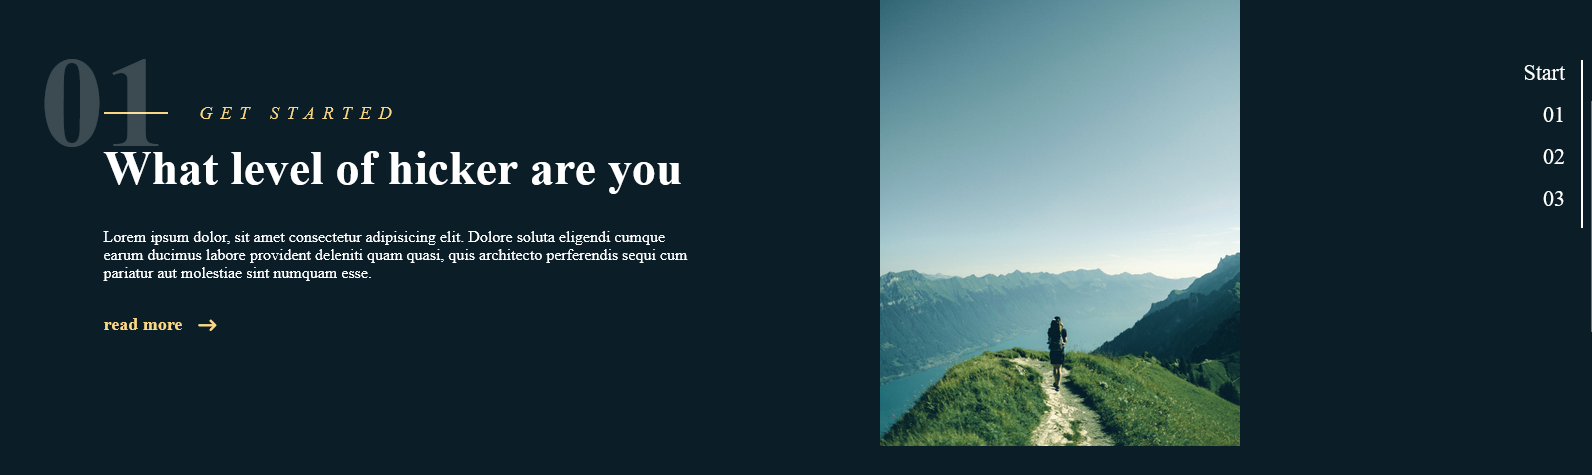 01
GET STARTED
What level of hicker are you
Lorem ipsum dolor, sit amet consectetur adipisicing elit. Dolore soluta eligendi cumque
earum ducimus labore provident deleniti quam quasi, quis architecto perferendis sequi cum
pariatur aut molestiae sint numquam esse.
read more
Start
01
02
03